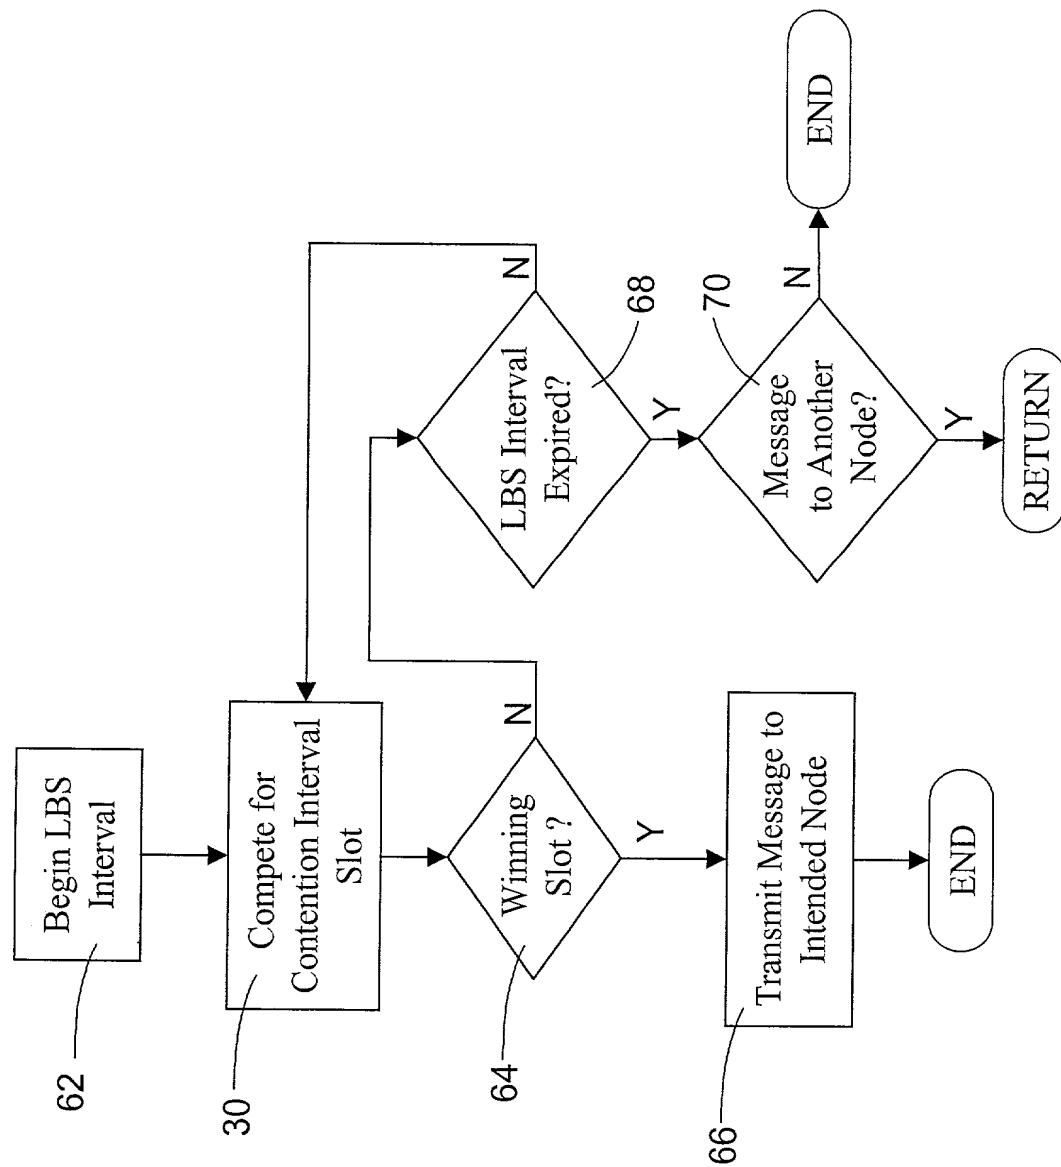 62
Begin LBS
Interval
30
Compete for
Contention Interval
Slot
64
Winning
Slot ?
N
Y
66
Transmit Message to
Intended Node
END
LBS Interval
Expired?
68
N
Y
70
Message
to Another
Node?
N
END
Y
RETURN